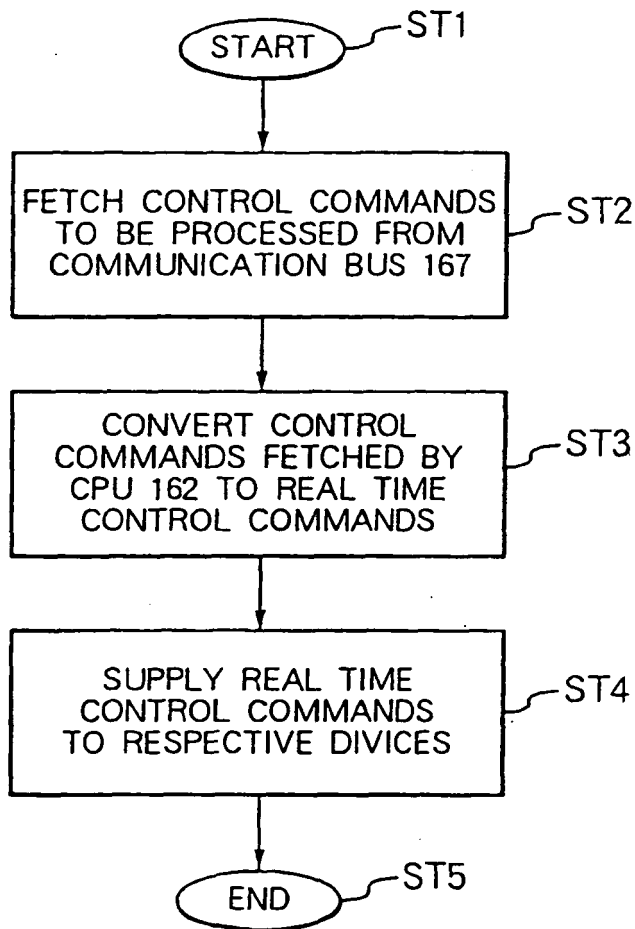 START
ST1
FETCH CONTROL COMMANDS
TO BE PROCESSED FROM
COMMUNICATION BUS 167
ST2
CONVERT CONTROL
COMMANDS FETCHED BY
CPU 162 TO REAL TIME
CONTROL COMMANDS
ST3
SUPPLY REAL TIME
CONTROL COMMANDS
TO RESPECTIVE DIVICES
ST4
END
ST5